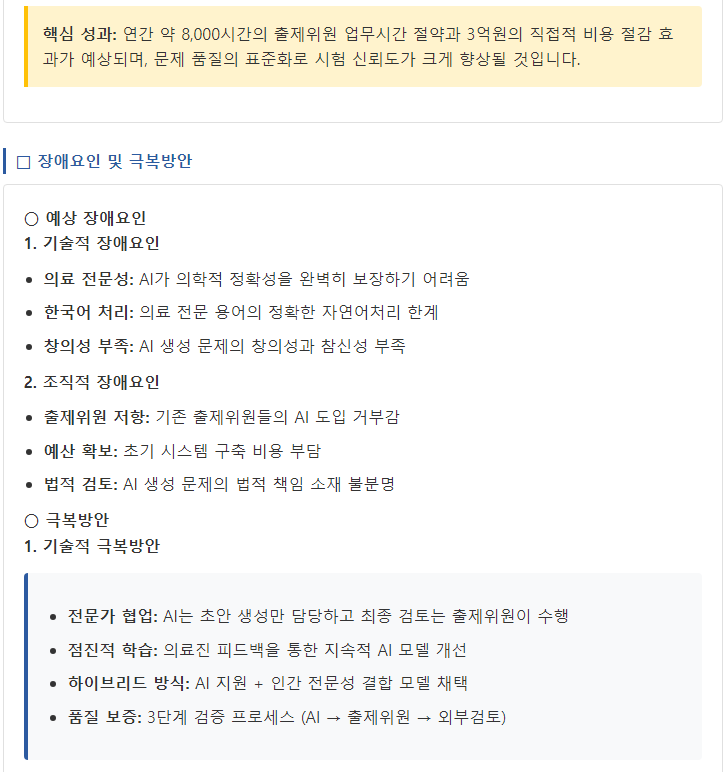 핵심 성과: 연간 약 8,000시간의 출제위원 업무시간 절약과 3억원의 직접적 비용 절감 효
과가 예상되며, 문제 품질의 표준화로 시험 신뢰도가 크게 향상될 것입니다.
□ 장애요인 및 극복방안
○ 예상 장애요인
1. 기술적 장애요인
• 의료 전문성: AI가 의학적 정확성을 완벽히 보장하기 어려움
• 한국어 처리: 의료 전문 용어의 정확한 자연어처리 한계
• 창의성 부족: AI 생성 문제의 창의성과 참신성 부족
2. 조직적 장애요인
• 출제위원 저항: 기존 출제위원들의 AI 도입 거부감
• 예산 확보: 초기 시스템 구축 비용 부담
• 법적 검토: AI 생성 문제의 법적 책임 소재 불분명
○ 극복방안
1. 기술적 극복방안
• 전문가 협업: AI는 초안 생성만 담당하고 최종 검토는 출제위원이 수행
• 점진적 학습: 의료진 피드백을 통한 지속적 AI 모델 개선
• 하이브리드 방식: AI 지원 + 인간 전문성 결합 모델 채택
• 품질 보증: 3단계 검증 프로세스 (AI → 출제위원 → 외부검토)